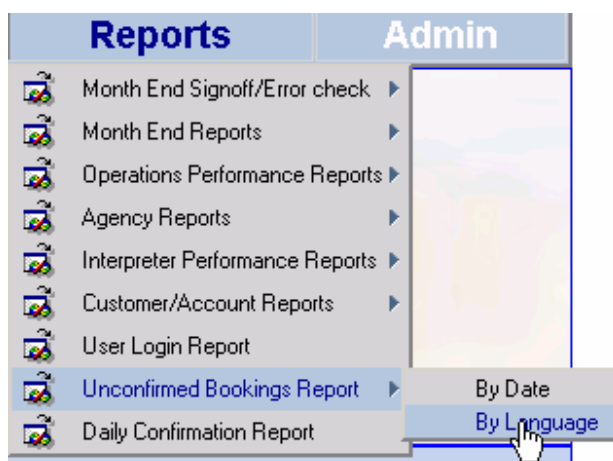 Reports Admin
Month End Signoff/Error check
Month End Reports
Operations Performance Reports
Agency Reports
Interpreter Performance Reports
Customer/Account Reports
User Login Report
Unconfirmed Bookings Report
By Date
By Language
Daily Confirmation Report